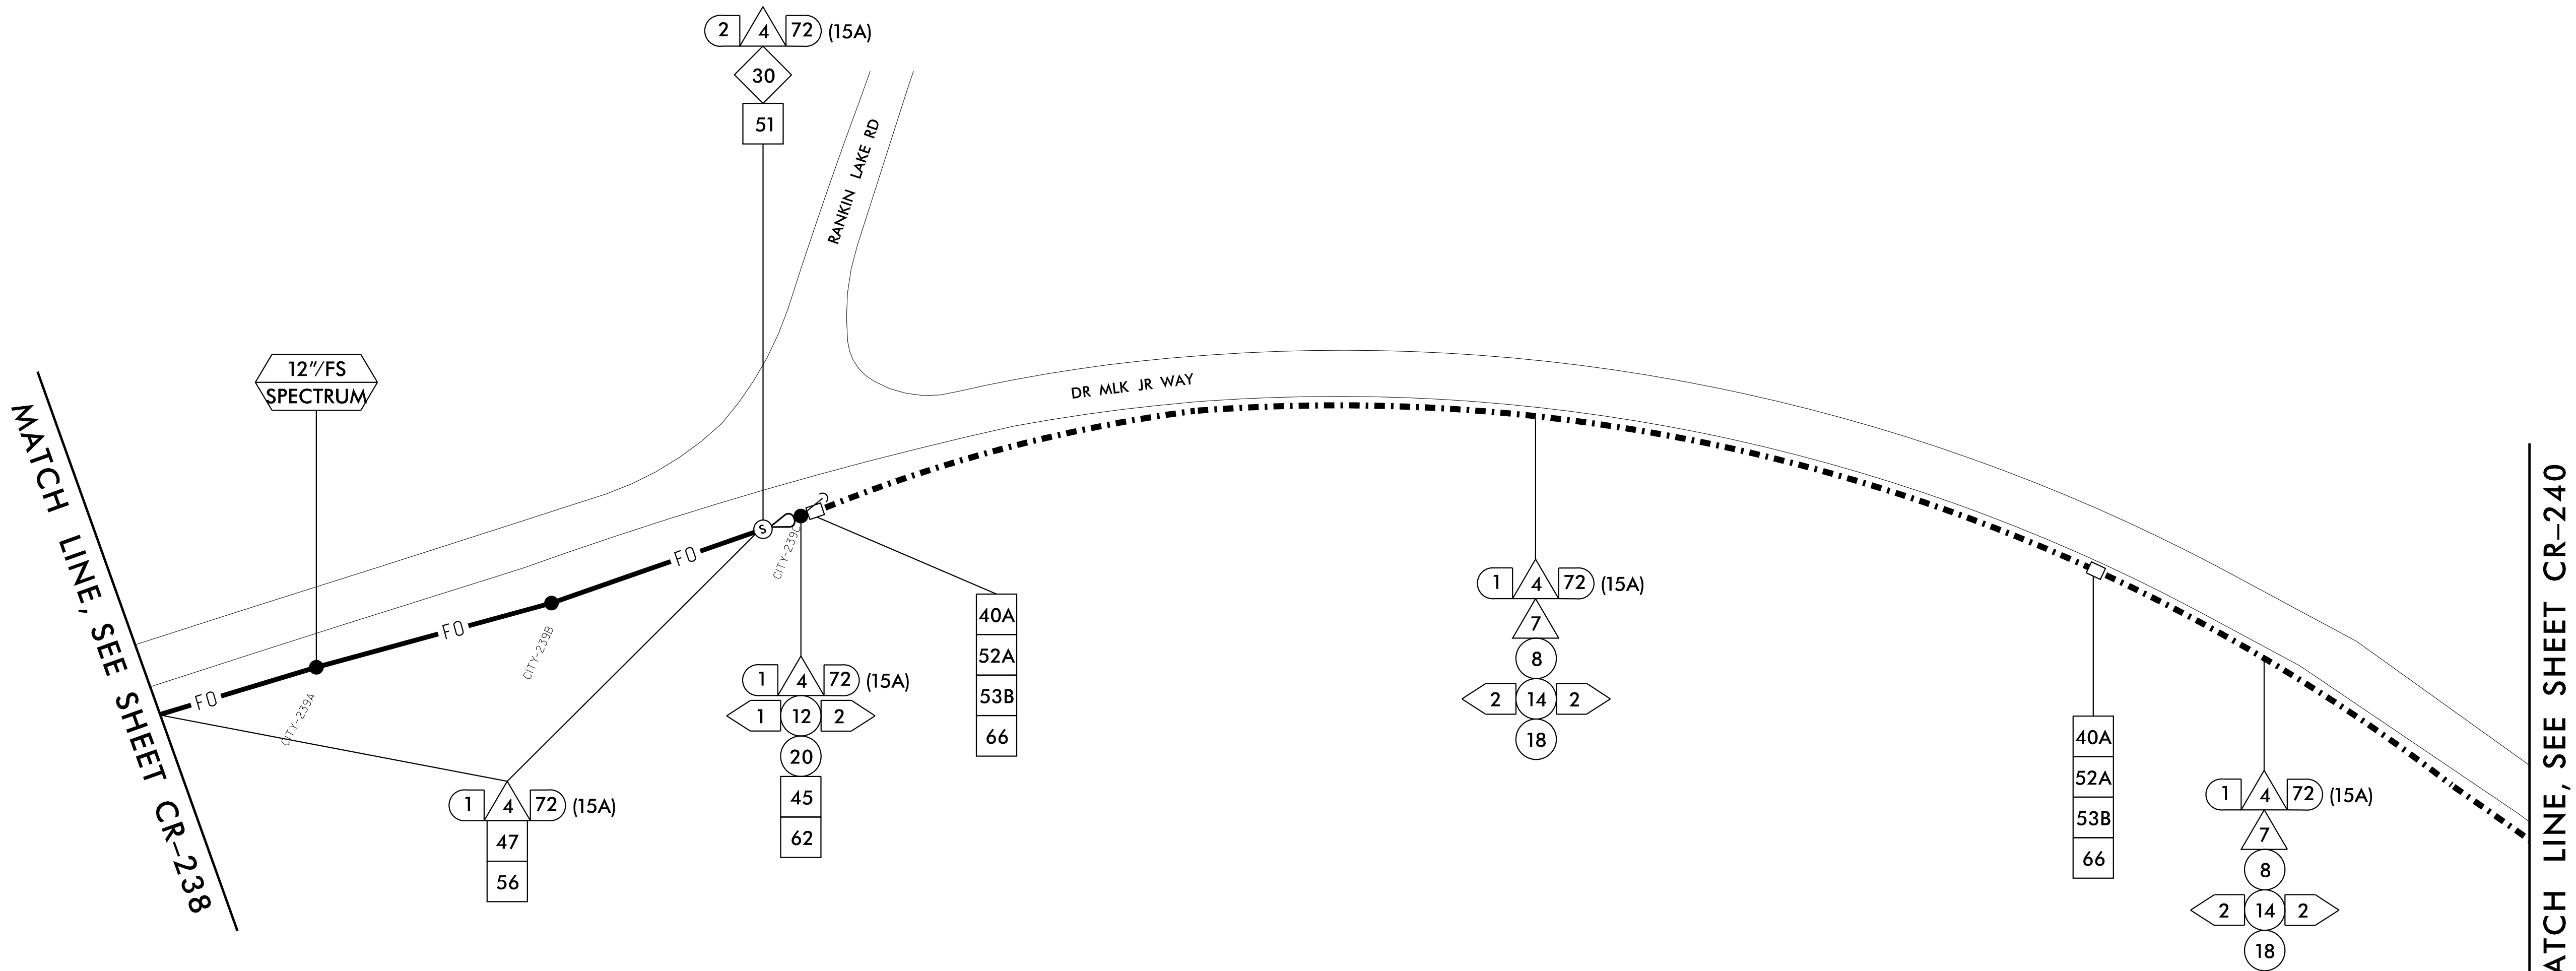 2 4 72 (15A)
30
51
RANKIN LAKE RD
12"/FS
SPECTRUM
DR MLK JR WAY
MATCH LINE, SEE SHEET CR-238
FO
FO
FO
S
CITY-239A
CITY-239B
CITY-239C
1 4 72 (15A)
47
56
1 4 72 (15A)
1 12 2
20
45
62
40A
52A
53B
66
1 4 72 (15A)
7
8
2 14 2
18
40A
52A
53B
66
1 4 72 (15A)
7
8
2 14 2
18
ATCH LINE, SEE SHEET CR-240